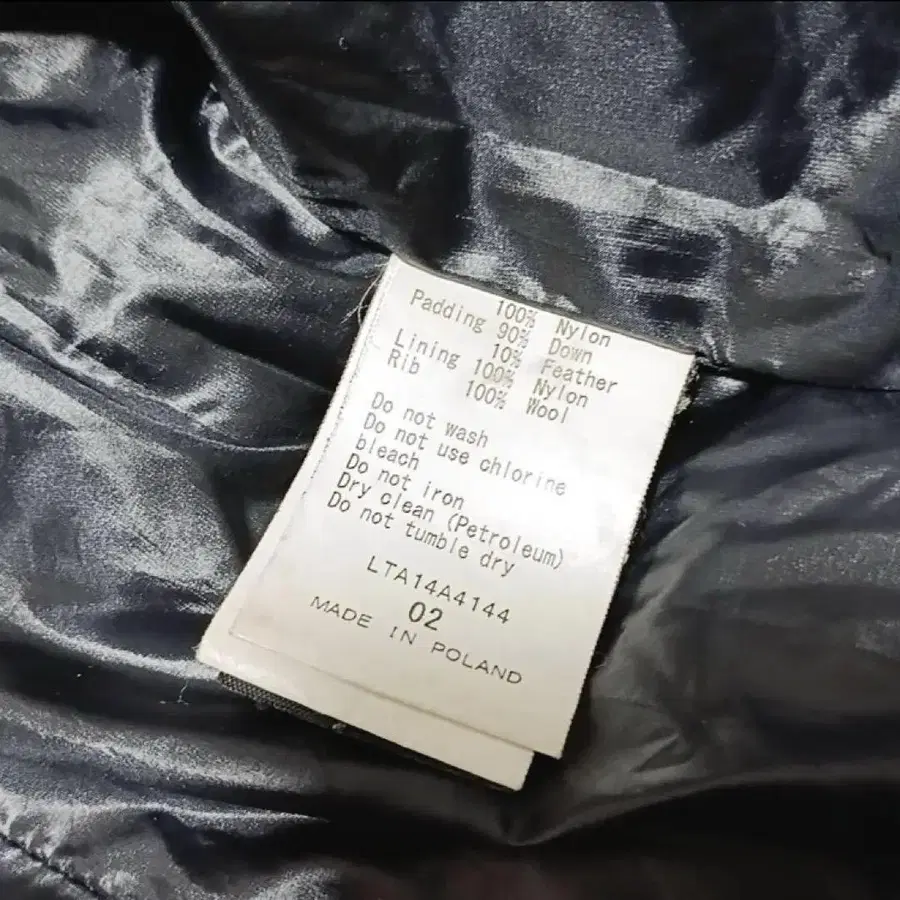 100% Nylon
Padding 90% Down
10% Feather
Lining 100% Nylon
Rib 100% Wool
Do not wash
Do not use chlorine
bleach
Do not iron
Dry clean (Petroleum)
Do not tumble dry
LTA14A4144
02
MADE IN POLAND